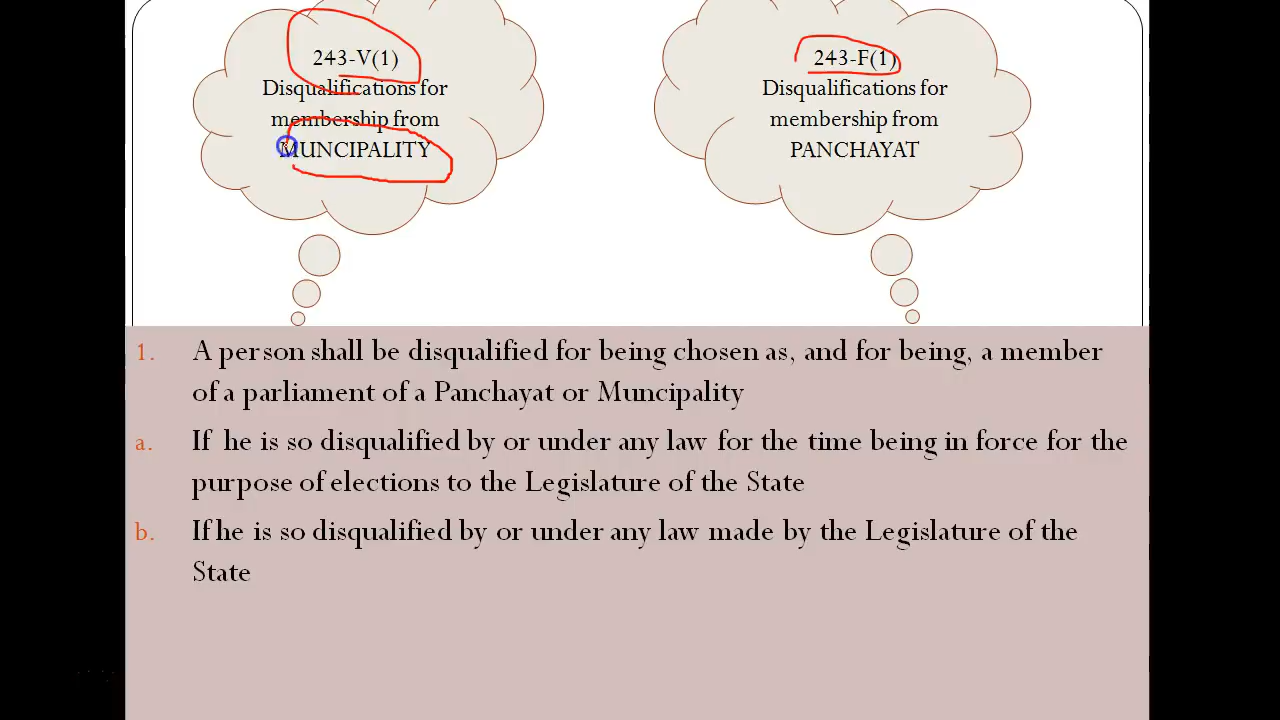 243-V(1)
Disqualifications for
membership from
MUNCIPALITY
243-F(1)
Disqualifications for
membership from
PANCHAYAT
1. A person shall be disqualified for being chosen as, and for being, a member
of a parliament of a Panchayat or Muncipality
a. If he is so disqualified by or under any law for the time being in force for the
purpose of elections to the Legislature of the State
b. If he is so disqualified by or under any law made by the Legislature of the
State